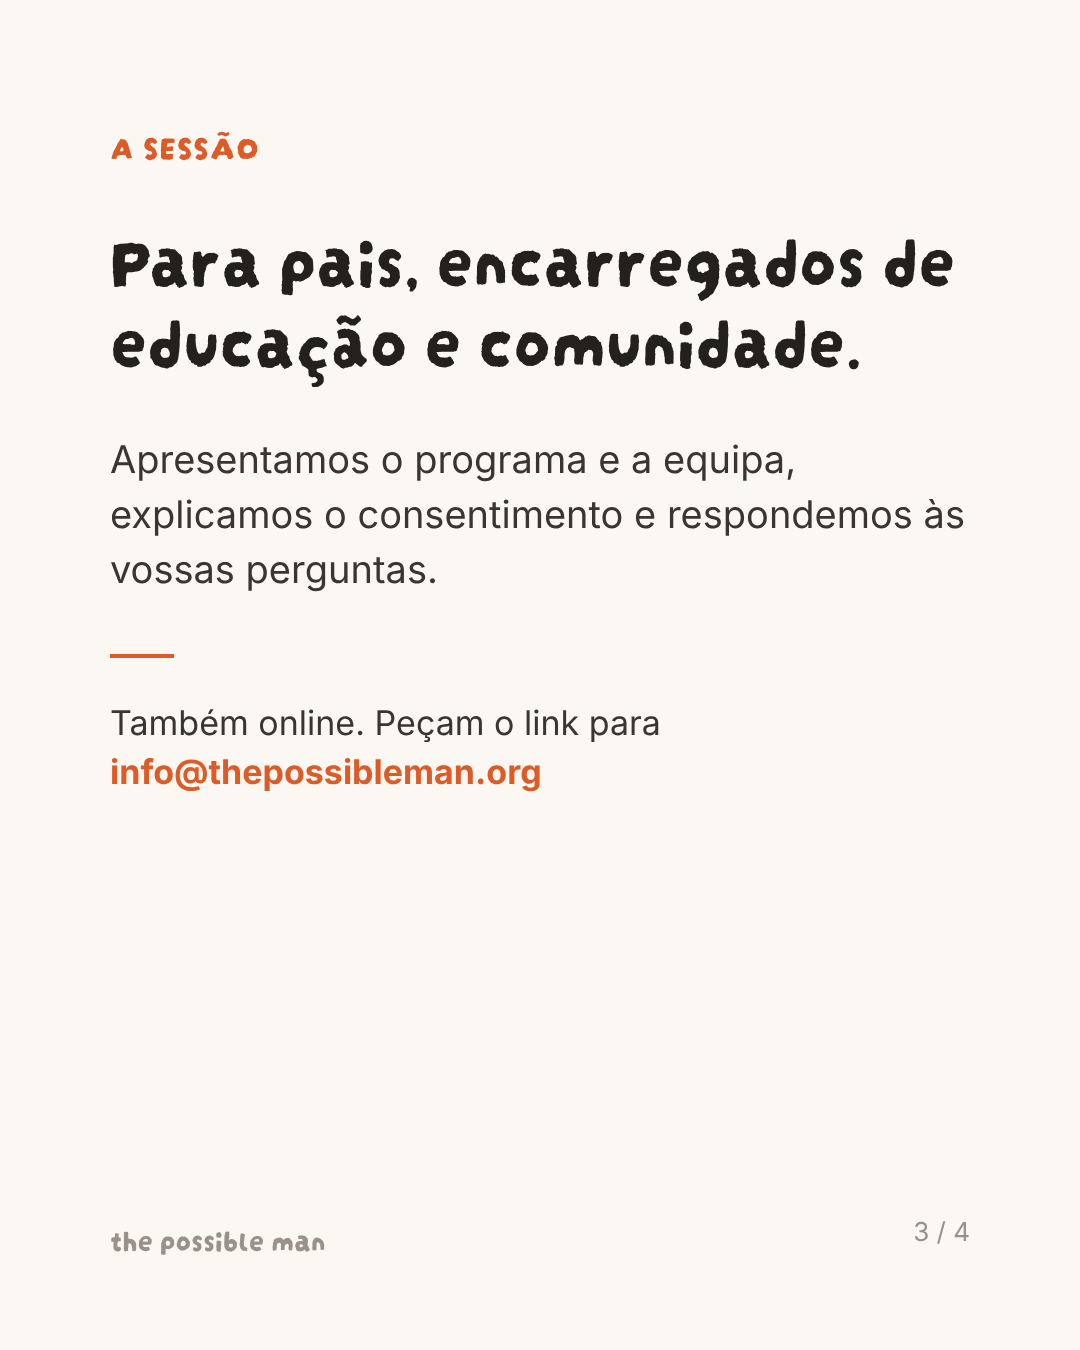 A SESSÃO
Para pais, encarregados de
educação e comunidade.
Apresentamos o programa e a equipa,
explicamos o consentimento e respondemos às
vossas perguntas.
Também online. Peçam o link para
info@thepossibleman.org
the possible man
3 / 4